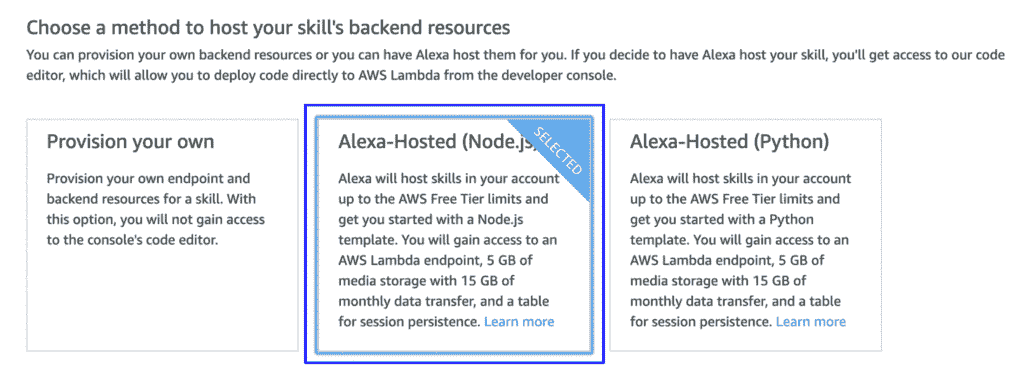 Choose a method to host your skill's backend resources
You can provision your own backend resources or you can have Alexa host them for you. If you decide to have Alexa host your skill, you'll get access to our code
editor, which will allow you to deploy code directly to AWS Lambda from the developer console.
Provision your own
Provision your own endpoint and
backend resources for a skill. With
this option, you will not gain access
to the console's code editor.
Alexa-Hosted (Node.js)
SELECTED
Alexa will host skills in your account
up to the AWS Free Tier limits and
get you started with a Node.js
template. You will gain access to an
AWS Lambda endpoint, 5 GB of
media storage with 15 GB of
monthly data transfer, and a table
for session persistence. Learn more
Alexa-Hosted (Python)
Alexa will host skills in your account
up to the AWS Free Tier limits and
get you started with a Python
template. You will gain access to an
AWS Lambda endpoint, 5 GB of
media storage with 15 GB of
monthly data transfer, and a table
for session persistence. Learn more